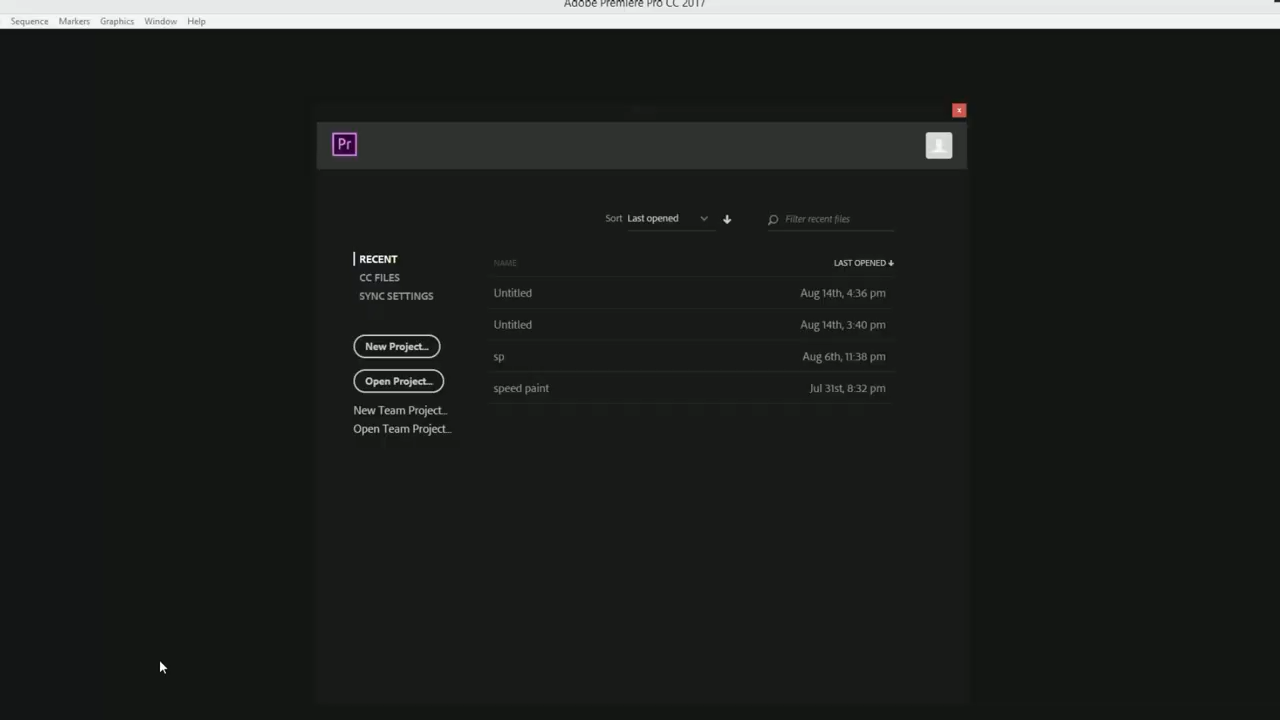 Adobe Premiere Pro CC 2017
Sequence Markers Graphics Window Help
Pr
Sort Last opened Filter recent files
RECENT
CC FILES
SYNC SETTINGS
New Project...
Open Project...
New Team Project...
Open Team Project...
NAME LAST OPENED
Untitled Aug 14th, 4:36 pm
Untitled Aug 14th, 3:40 pm
sp Aug 6th, 11:38 pm
speed paint Jul 31st, 8:32 pm